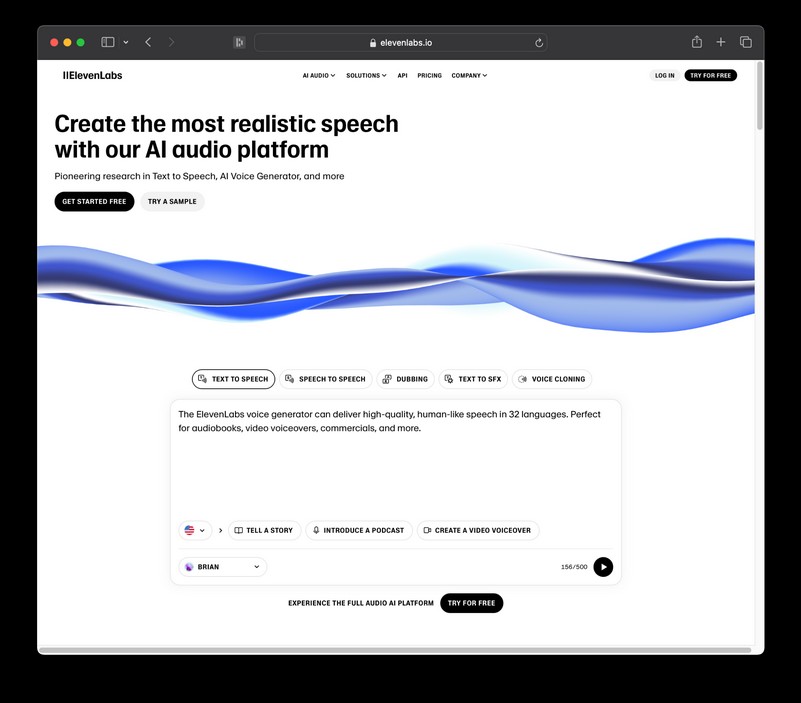 elevenlabs.io
IIElevenLabs
AI AUDIO
SOLUTIONS
API
PRICING
COMPANY
LOG IN
TRY FOR FREE
Create the most realistic speech
with our AI audio platform
Pioneering research in Text to Speech, AI Voice Generator, and more
GET STARTED FREE
TRY A SAMPLE
TEXT TO SPEECH
SPEECH TO SPEECH
DUBBING
TEXT TO SFX
VOICE CLONING
The ElevenLabs voice generator can deliver high-quality, human-like speech in 32 languages. Perfect
for audiobooks, video voiceovers, commercials, and more.
TELL A STORY
INTRODUCE A PODCAST
CREATE A VIDEO VOICEOVER
BRIAN
156/500
EXPERIENCE THE FULL AUDIO AI PLATFORM
TRY FOR FREE